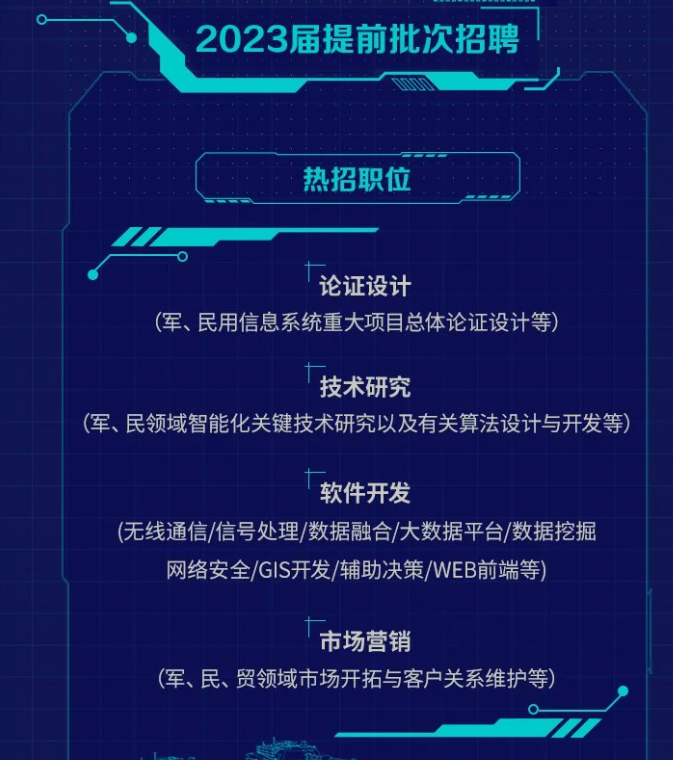 2023届提前批次招聘
热招职位
论证设计
（军、民用信息系统重大项目总体论证设计等）
技术研究
（军、民领域智能化关键技术研究以及有关算法设计与开发等）
软件开发
(无线通信/信号处理/数据融合/大数据平台/数据挖掘
网络安全/GIS开发/辅助决策/WEB前端等)
市场营销
（军、民、贸领域市场开拓与客户关系维护等）